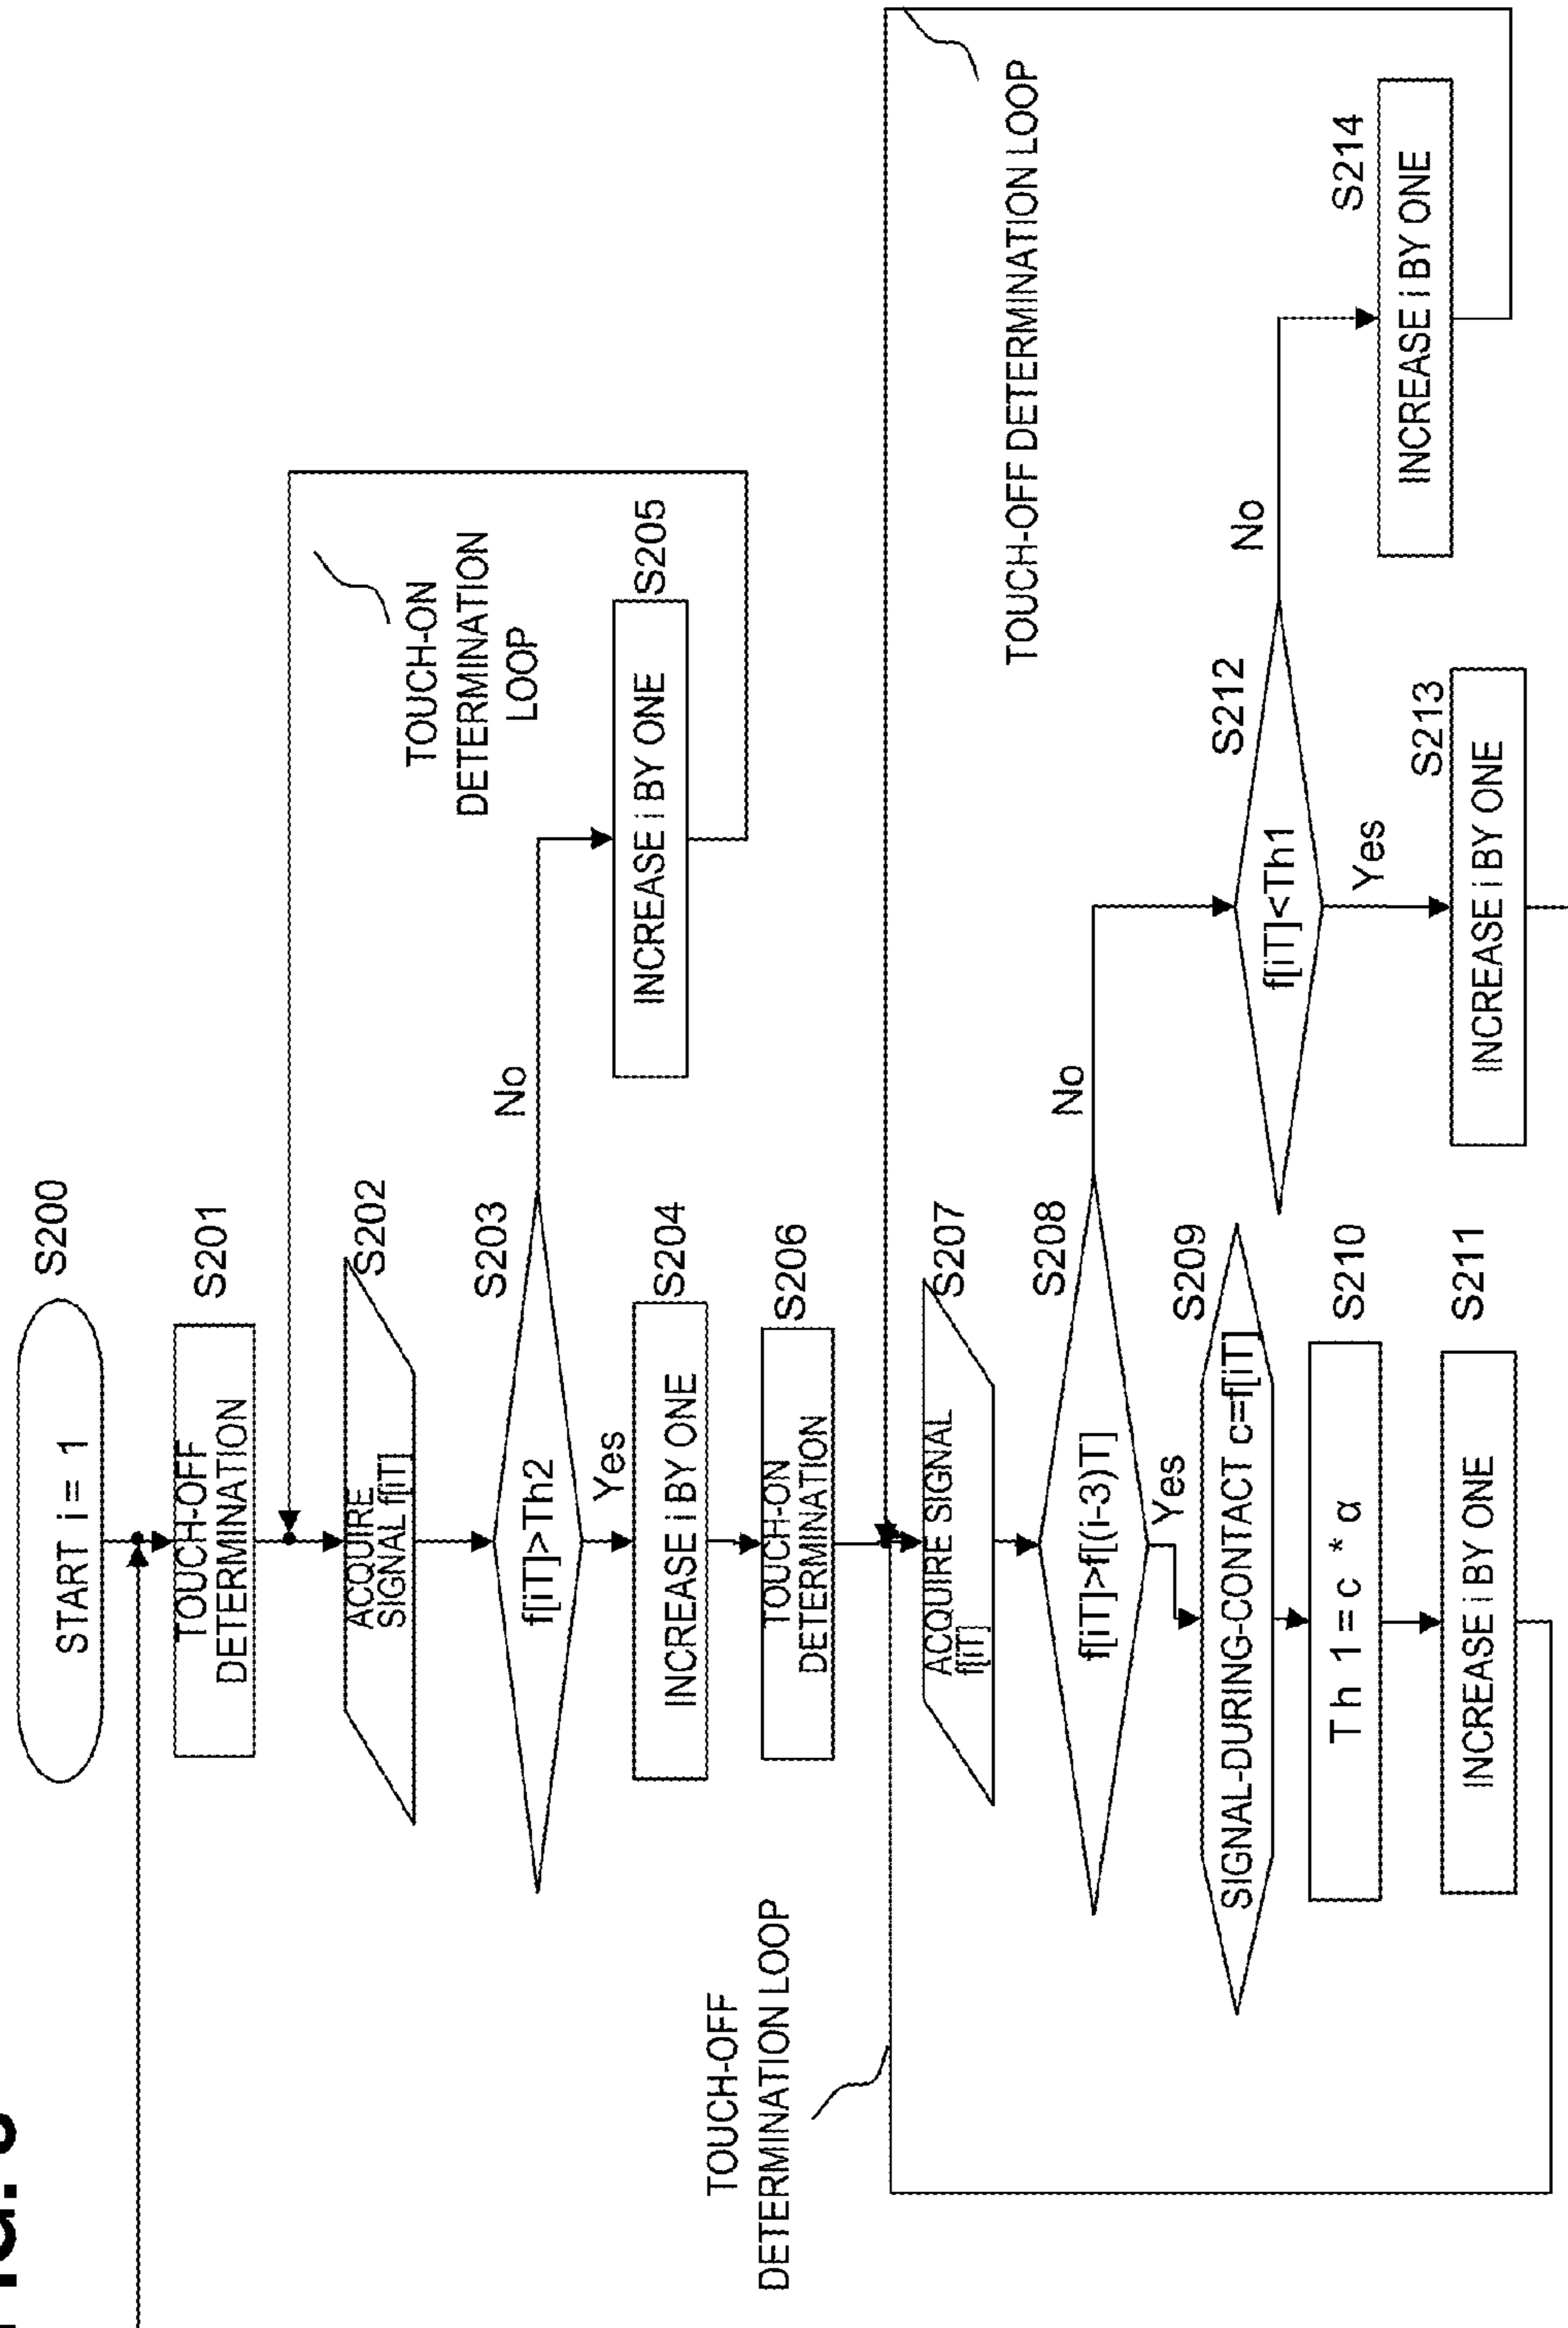 START i = 1
S200
TOUCH-OFF
DETERMINATION
S201
ACQUIRE
SIGNAL f[iT]
S202
TOUCH-ON
DETERMINATION
LOOP
f[iT]>Th2
S203
No
Yes
INCREASE i BY ONE
S204
INCREASE i BY ONE
S205
TOUCH-ON
DETERMINATION
S206
TOUCH-OFF
DETERMINATION LOOP
ACQUIRE SIGNAL
f[iT]
S207
TOUCH-OFF DETERMINATION LOOP
f[iT]>f[(i-3)T]
S208
No
Yes
SIGNAL-DURING-CONTACT c=f[iT]
S209
f[iT]<Th1
S212
No
Yes
Th1=c*α
S210
INCREASE i BY ONE
S214
INCREASE i BY ONE
S211
INCREASE i BY ONE
S213